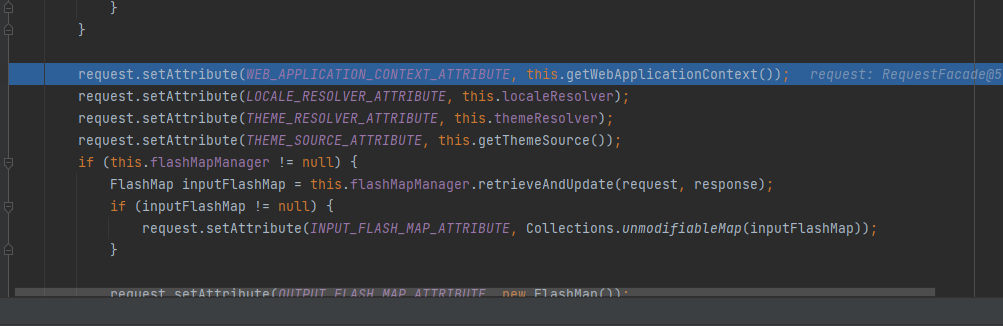 }
}
request.setAttribute(WEB_APPLICATION_CONTEXT_ATTRIBUTE, this.getWebApplicationContext()); request: RequestFacade@5
request.setAttribute(LOCALE_RESOLVER_ATTRIBUTE, this.localeResolver);
request.setAttribute(THEME_RESOLVER_ATTRIBUTE, this.themeResolver);
request.setAttribute(THEME_SOURCE_ATTRIBUTE, this.getThemeSource());
if (this.flashMapManager != null) {
FlashMap inputFlashMap = this.flashMapManager.retrieveAndUpdate(request, response);
if (inputFlashMap != null) {
request.setAttribute(INPUT_FLASH_MAP_ATTRIBUTE, Collections.unmodifiableMap(inputFlashMap));
}
request.setAttribute(OUTPUT_FLASH_MAP_ATTRIBUTE, new FlashMap());